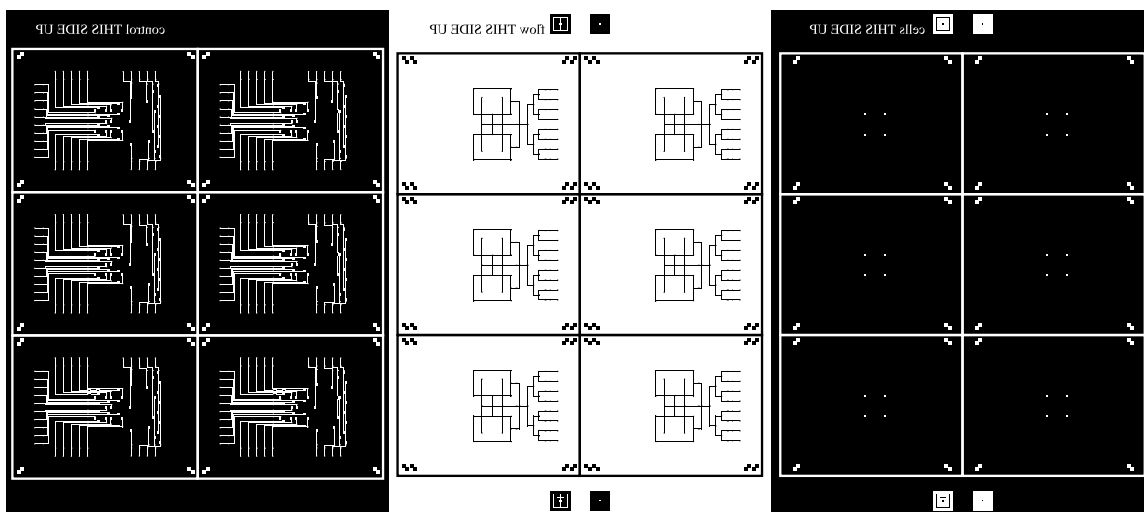 control THIS SIDE UP
flow THIS SIDE UP
cells THIS SIDE UP